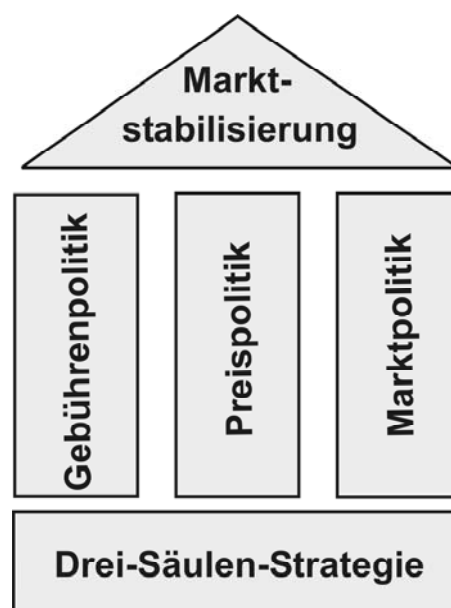 Markt-
stabilisierung
Gebührenpolitik
Preispolitik
Marktpolitik
Drei-Säulen-Strategie